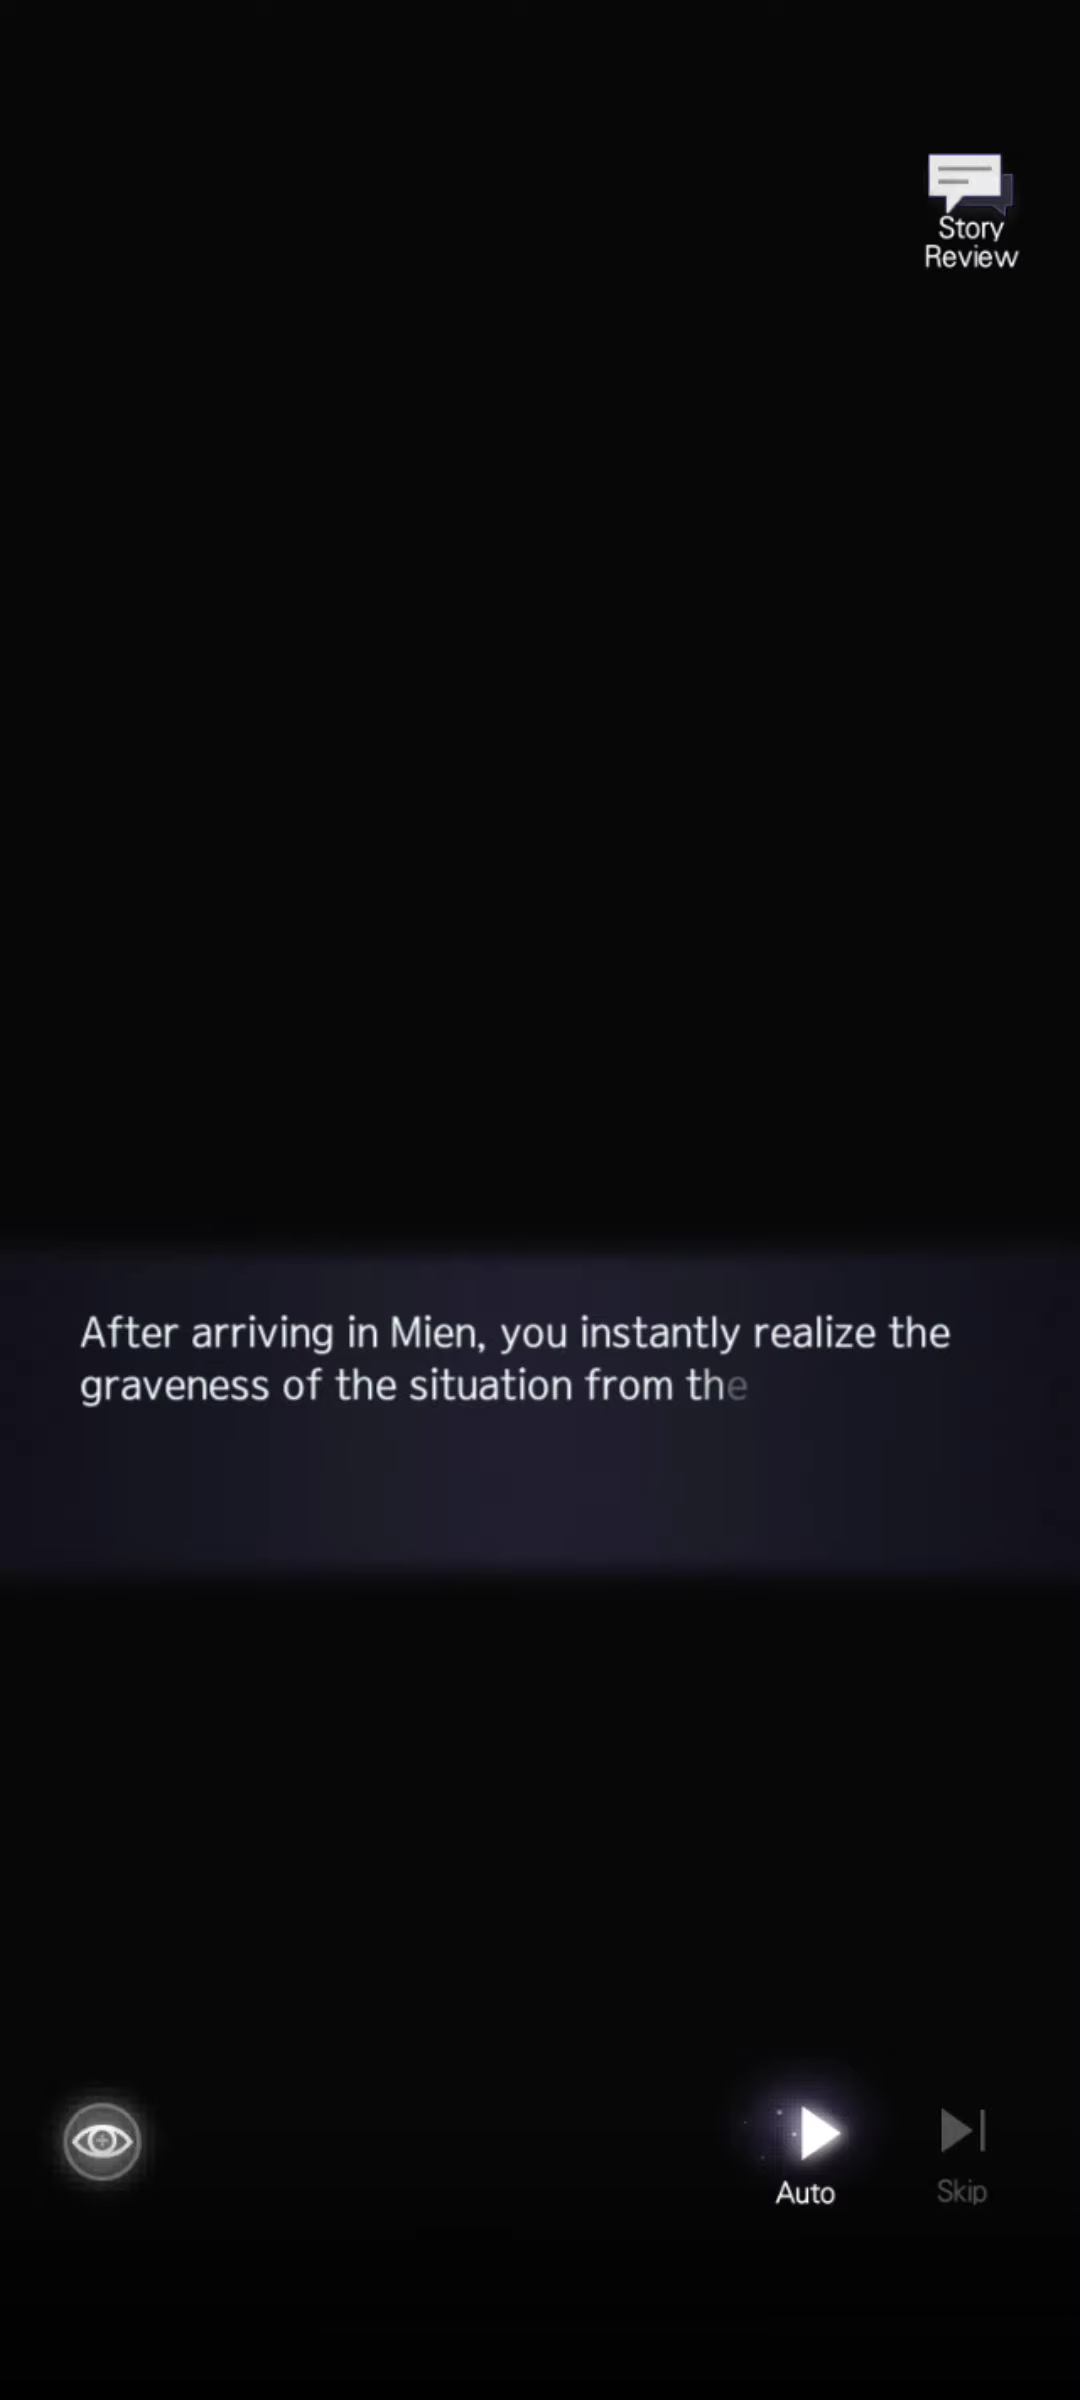 Story
Review
After arriving in Mien, you instantly realize the
graveness of the situation from the
Auto
Skip